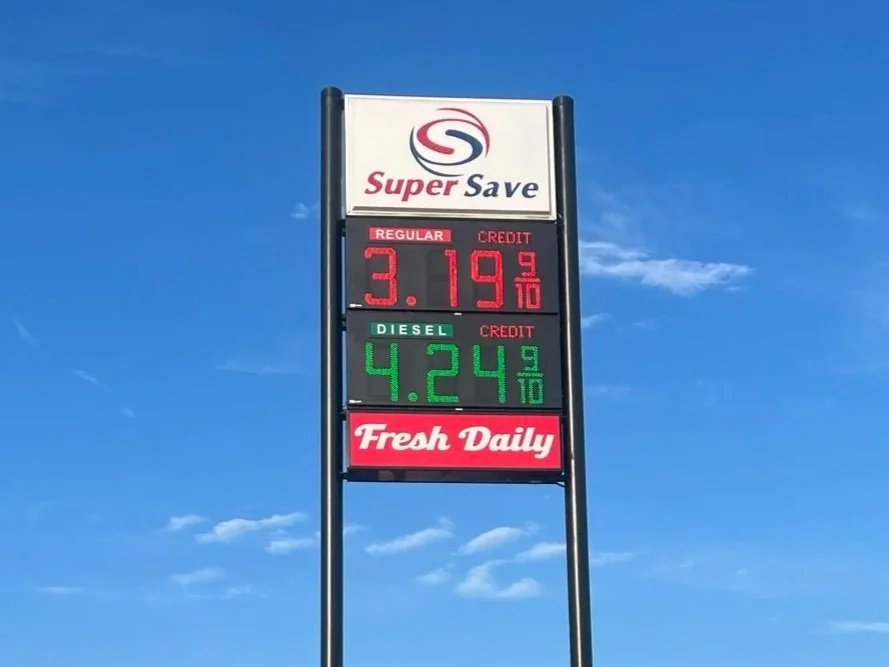 Super Save
REGULAR CREDIT
3.19 9/10
DIESEL CREDIT
4.24 9/10
Fresh Daily